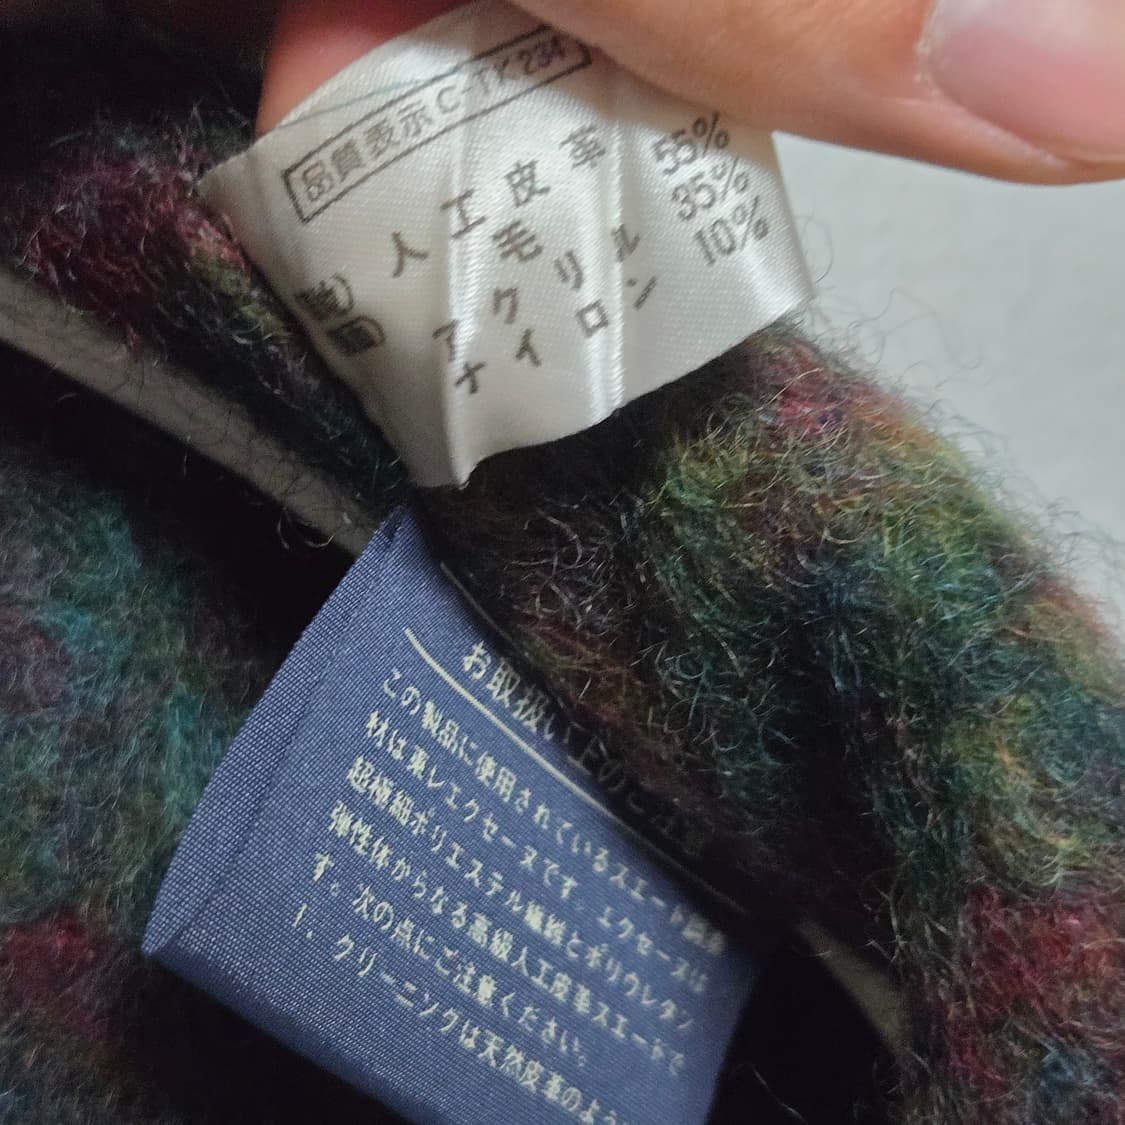 品質表示 C-TK234
人工皮革
毛 55%
アクリル 35%
ナイロン 10%
お取扱い上のご注
この製品に使用されているスエード調素
材は東レエクセーヌです。エクセーヌは
超極細ポリエステル繊維とポリウレタン
弾性体からなる高級人工皮革スエードで
す。次の点にご注意ください。
1. クリーニングは天然皮革のよう